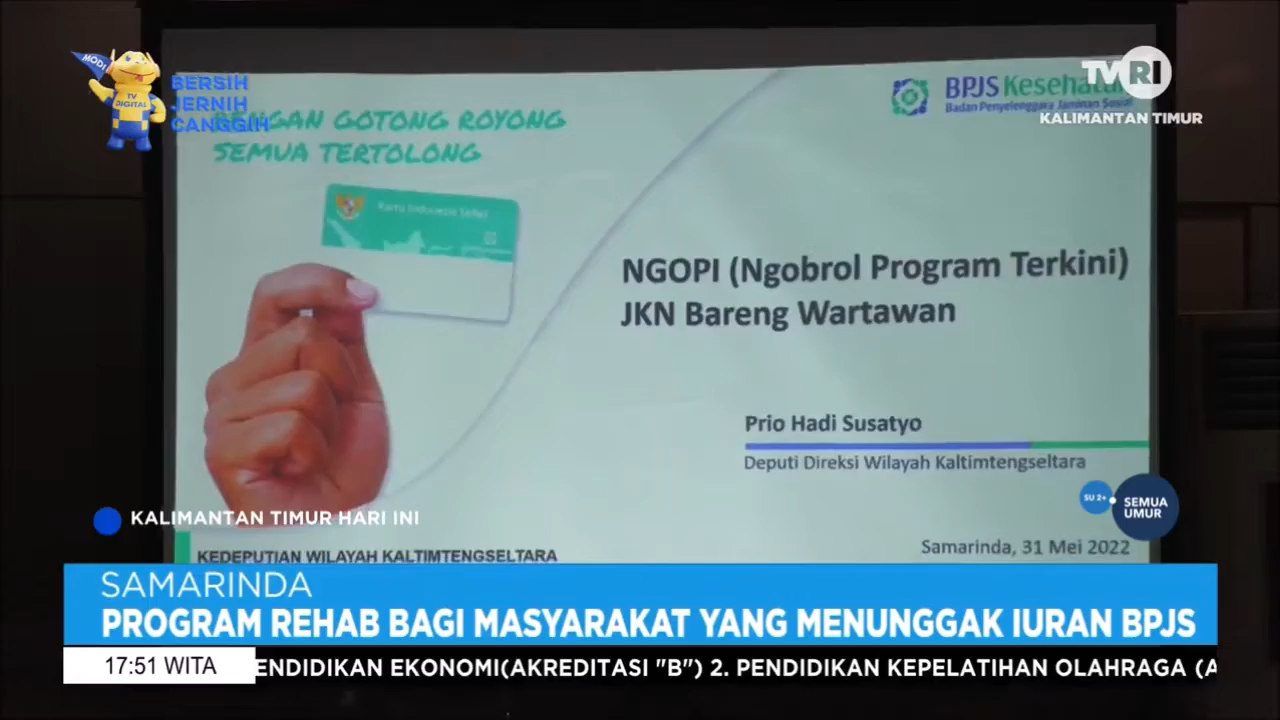 MODI
TV
DIGITAL
BERSIH
JERNIH
CANGGIH
DENGAN GOTONG ROYONG
SEMUA TERTOLONG
Kartu Indonesia Sehat
BPJS Kesehatan
Badan Penyelenggara Jaminan Sosial
TVRI
KALIMANTAN TIMUR
NGOPI (Ngobrol Program Terkini)
JKN Bareng Wartawan
Prio Hadi Susatyo
Deputi Direksi Wilayah Kaltimtengseltara
SU 2+
SEMUA
UMUR
KALIMANTAN TIMUR HARI INI
Samarinda, 31 Mei 2022
KEDEPUTIAN WILAYAH KALTIMTENGSELTARA
SAMARINDA
PROGRAM REHAB BAGI MASYARAKAT YANG MENUNGGAK IURAN BPJS
17:51 WITA
ENDIDIKAN EKONOMI(AKREDITASI "B") 2. PENDIDIKAN KEPELATIHAN OLAHRAGA (A